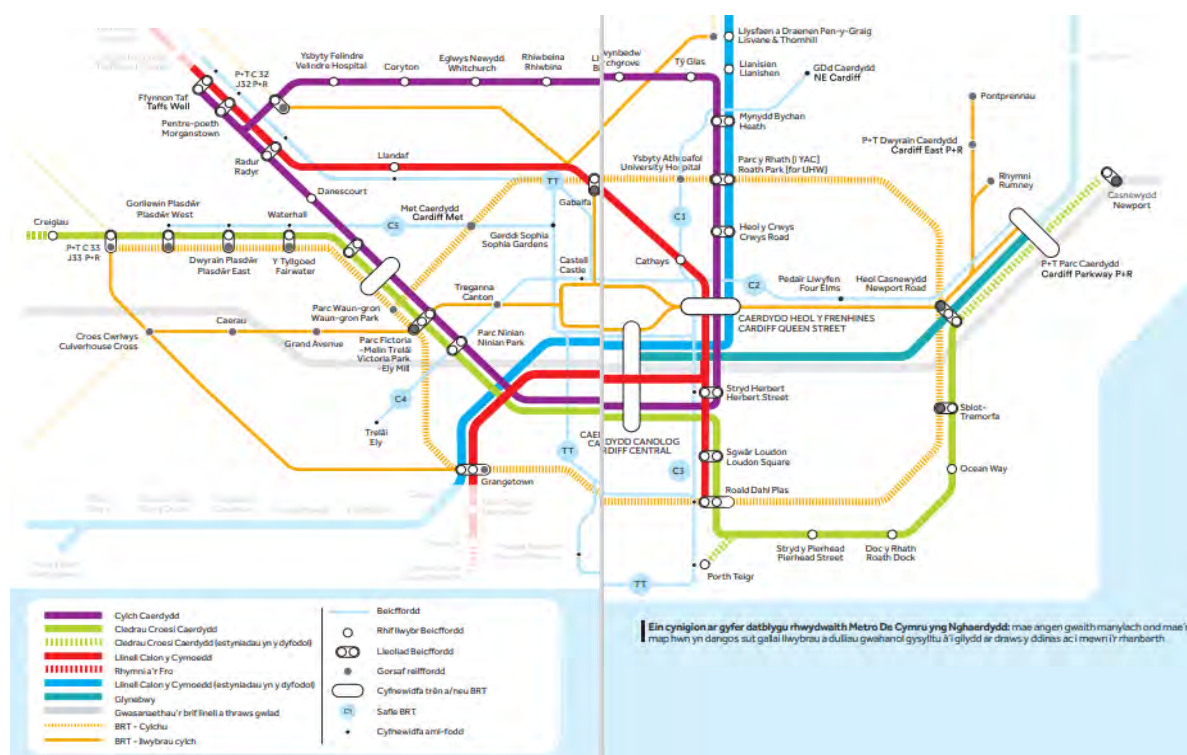 Llysfaen a Draenen Pen-y-Graig
Lisvane & Thornhill
Ysbyty Felindre
Velindre Hospital
Coryton
Eglwys Newydd
Whitchurch
Rhiwbeina
Rhiwbina
Tŷ Glas
Llanisien
Llanishen
GDd Caerdydd
NE Cardiff
P+T C 32
J32 P+R
Ffynnon Taf
Taffs Well
Pentre-poeth
Morganstown
Mynydd Bychan
Heath
Pontprennau
P+T Dwyrain Caerdydd
Cardiff East P+R
Radur
Radyr
Llandaf
Ysbyty Athrofaol
University Hospital
Parc y Rhath [i YAC]
Roath Park [for UHW]
Rhymni
Rumney
Casnewydd
Newport
Danescourt
TT
Gabalfa
Gorllewin Plasdŵr
Plasdŵr West
Waterhall
Met Caerdydd
Cardiff Met
C5
C3
Creigiau
Gerddi Sophia
Sophia Gardens
Heol y Crwys
Crwys Road
P+T C 33
J33 P+R
Dwyrain Plasdŵr
Plasdŵr East
Y Tyllgoed
Fairwater
Cathays
Castell
Castle
Pedair Llwyfen
Four Elms
Heol Casnewydd
Newport Road
P+T Parc Caerdydd
Cardiff Parkway P+R
C2
Treganna
Canton
Parc Waun-gron
Waun-gron Park
CAERDYDD HEOL Y FRENHINES
CARDIFF QUEEN STREET
Croes Cwrlwys
Culverhouse Cross
Caerau
Grand Avenue
Parc Fictoria
-Melin Trelái
Victoria Park
-Ely Mill
Parc Ninian
Ninian Park
C4
Stryd Herbert
Herbert Street
Sblot-
Tremorfa
Trelái
Ely
DYDD CANOLOG
CARDIFF CENTRAL
TT
C3
Sgwâr Loudon
Loudon Square
Ocean Way
Grangetown
Roald Dahl Plas
Stryd y Pierhead
Pierhead Street
Doc y Rhath
Roath Dock
Porth Teigr
TT
Cylch Caerdydd
Cledrau Croesi Caerdydd
Cledrau Croesi Caerdydd (estyniadau yn y dyfodol)
Llinell Calon y Cymoedd
Rhymni a'r Fro
Llinell Calon y Cymoedd (estyniadau yn y dyfodol)
Glynebwy
Gwasanaethau'r brif linell a thraws gwlad
BRT - Cylchu
BRT - llwybrau cylch
Beicffordd
Rhif llwybr Beicffordd
Lleoliad Beicffordd
Gorsaf reilffordd
Cyfnewidfa trên a/neu BRT
C1
Safle BRT
Cyfnewidfa aml-fodd
Ein cynigion ar gyfer datblygu rhwydwaith Metro De Cymru yng Nghaerdydd: mae angen gwaith manylach ond mae'r
map hwn yn dangos sut gallai llwybrau a dulliau gwahanol gysylltu â'i gilydd ar draws y ddinas ac i mewn i'r rhanbarth